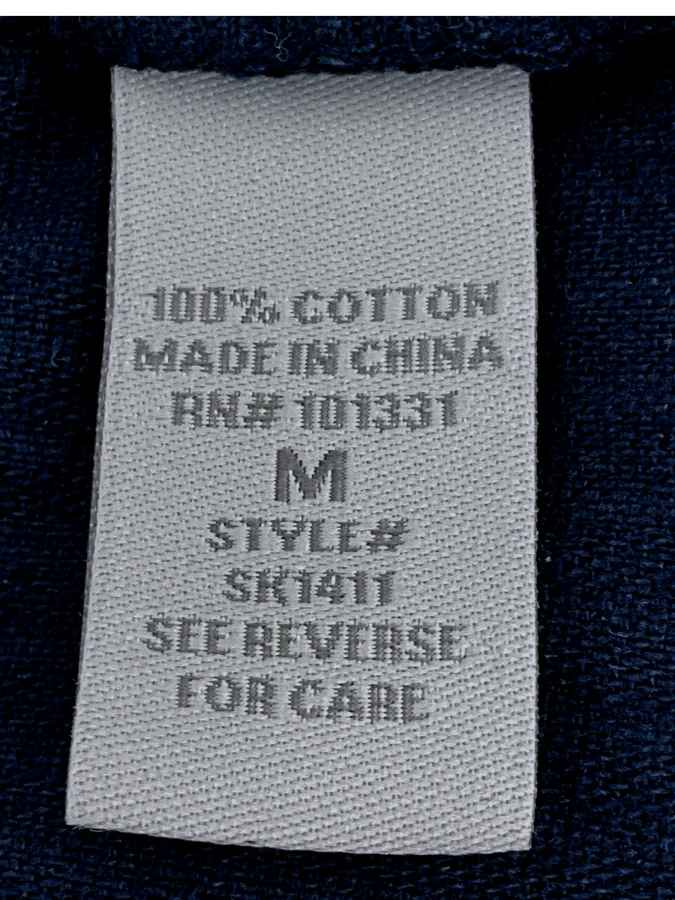 100% COTTON
MADE IN CHINA
RN# 101331
M
STYLE#
SK1411
SEE REVERSE
FOR CARE